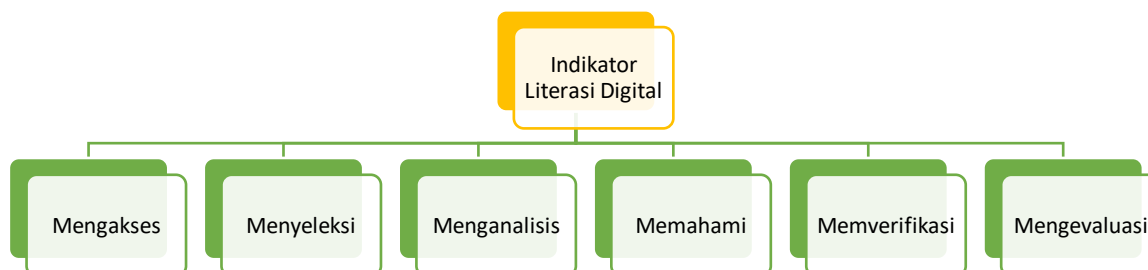 Indikator
Literasi Digital
Mengakses
Menyeleksi
Menganalisis
Memahami
Memverifikasi
Mengevaluasi